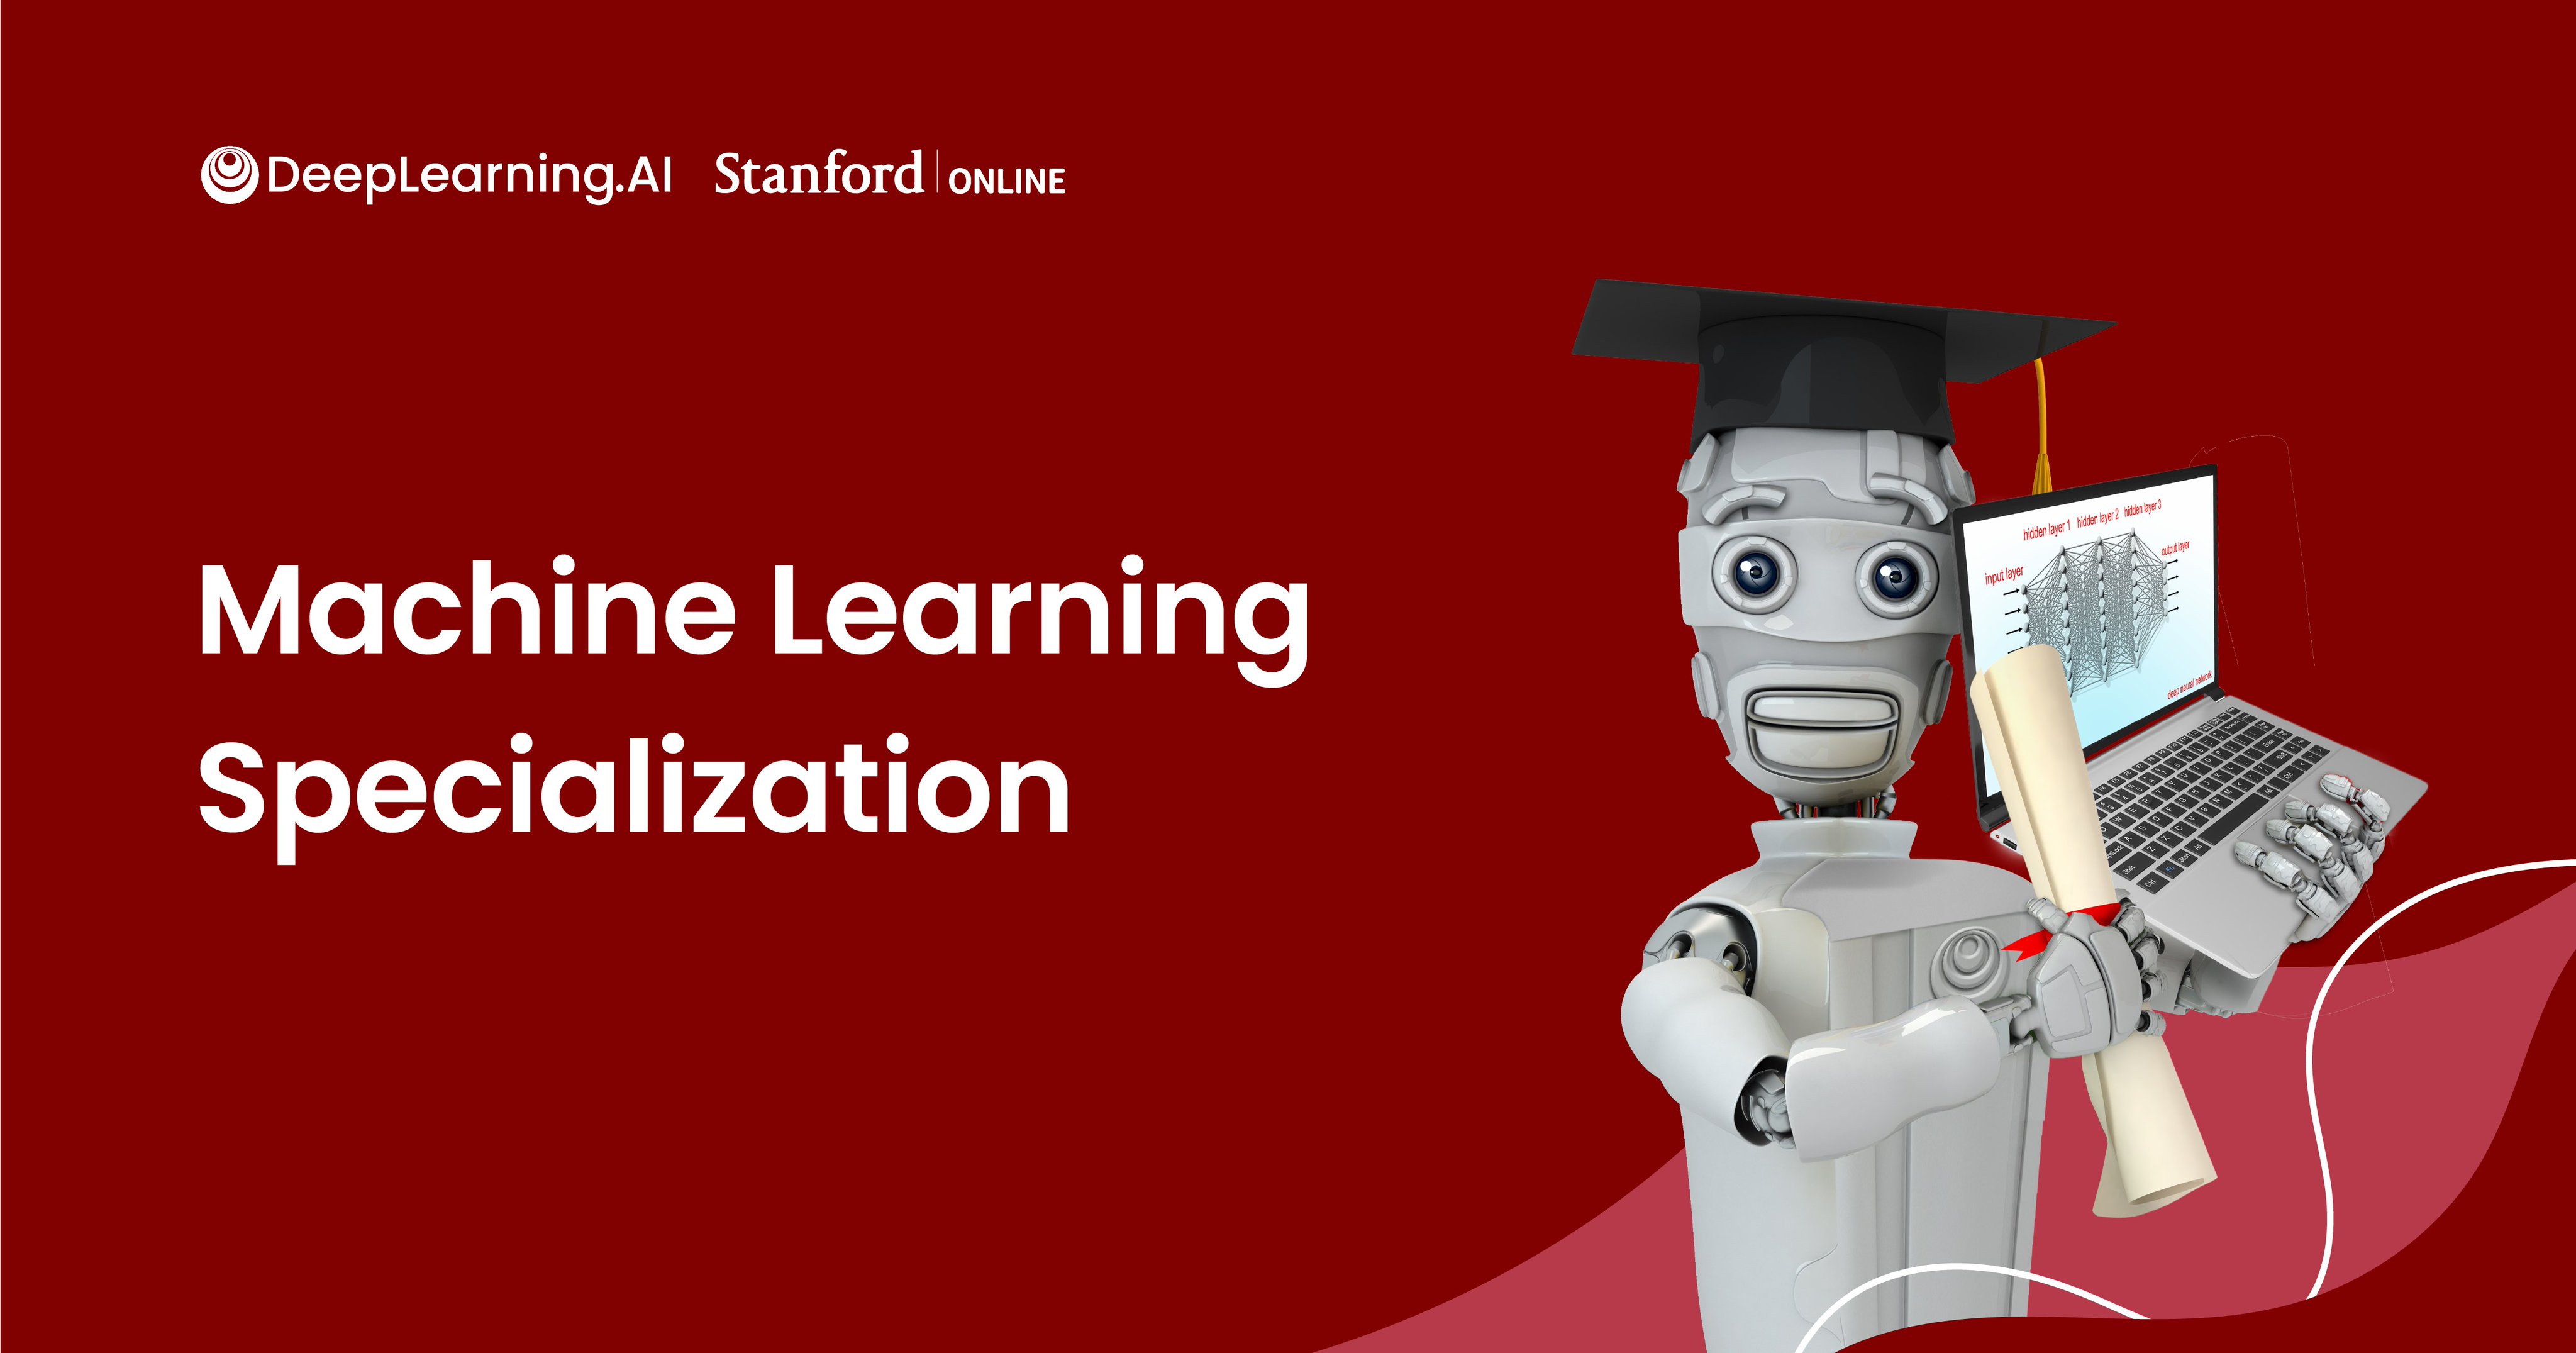 DeepLearning.AI Stanford | ONLINE
Machine Learning
Specialization
hidden layer 1 hidden layer 2 hidden layer 3
input layer
output layer
deep neural network